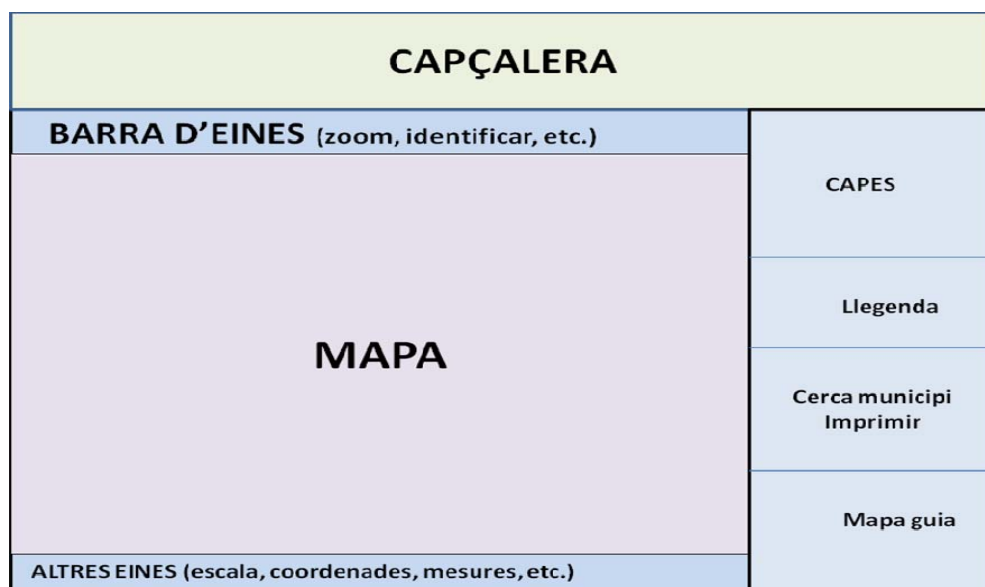 CAPÇALERA
BARRA D'EINES (zoom, identificar, etc.)
CAPES
Llegenda
MAPA
Cerca municipi
Imprimir
Mapa guia
ALTRES EINES (escala, coordenades, mesures, etc.)